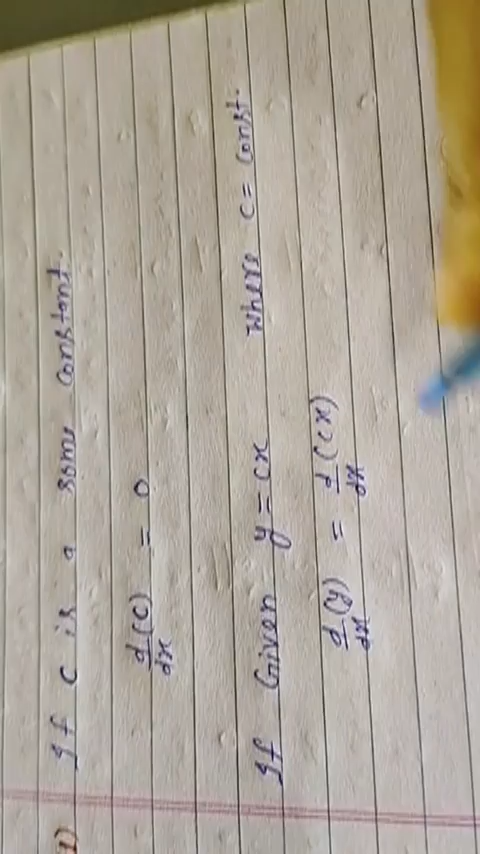 1) If C is a some constant.
d/dx (C) = 0
If Given y = cx where c = const.
d/dx (y) = d/dx (cx)